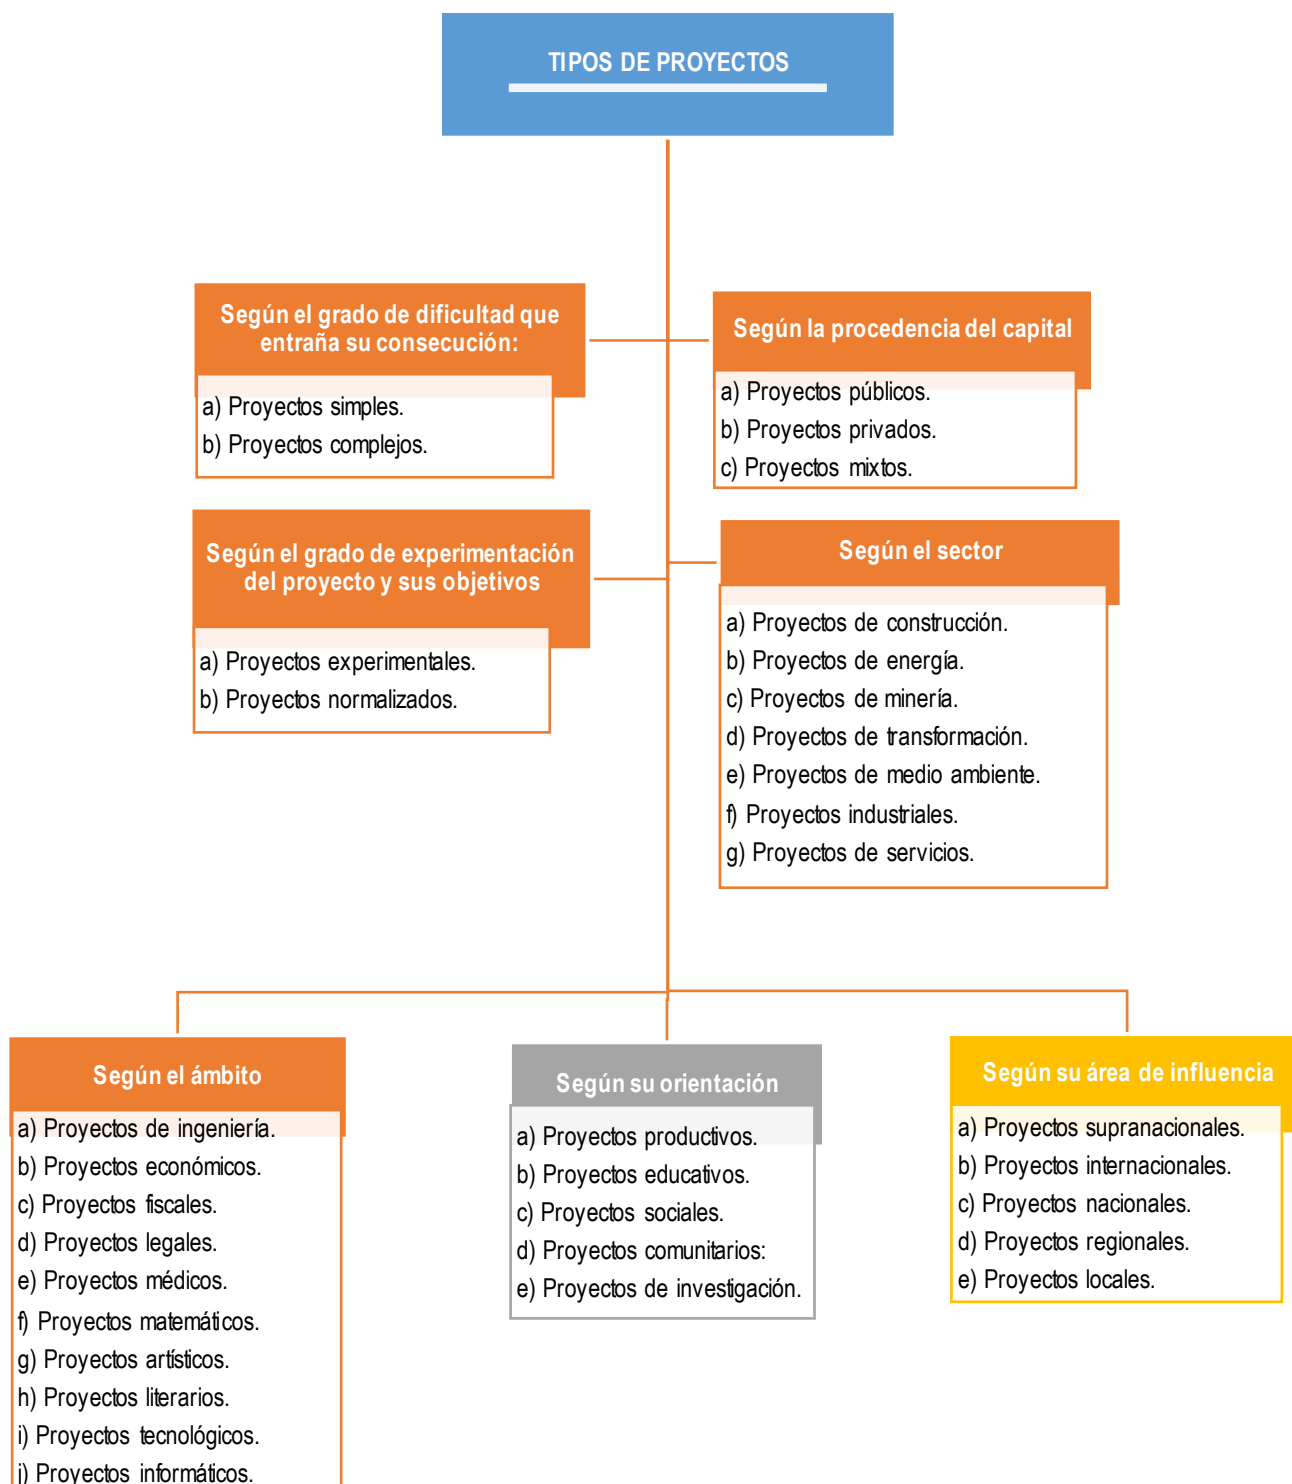 TIPOS DE PROYECTOS
Según el grado de dificultad que
entraña su consecución:
a) Proyectos simples.
b) Proyectos complejos.
Según la procedencia del capital
a) Proyectos públicos.
b) Proyectos privados.
c) Proyectos mixtos.
Según el grado de experimentación
del proyecto y sus objetivos
a) Proyectos experimentales.
b) Proyectos normalizados.
Según el sector
a) Proyectos de construcción.
b) Proyectos de energía.
c) Proyectos de minería.
d) Proyectos de transformación.
e) Proyectos de medio ambiente.
f) Proyectos industriales.
g) Proyectos de servicios.
Según el ámbito
a) Proyectos de ingeniería.
b) Proyectos económicos.
c) Proyectos fiscales.
d) Proyectos legales.
e) Proyectos médicos.
f) Proyectos matemáticos.
g) Proyectos artísticos.
h) Proyectos literarios.
i) Proyectos tecnológicos.
j) Proyectos informáticos.
Según su orientación
a) Proyectos productivos.
b) Proyectos educativos.
c) Proyectos sociales.
d) Proyectos comunitarios:
e) Proyectos de investigación.
Según su área de influencia
a) Proyectos supranacionales.
b) Proyectos internacionales.
c) Proyectos nacionales.
d) Proyectos regionales.
e) Proyectos locales.